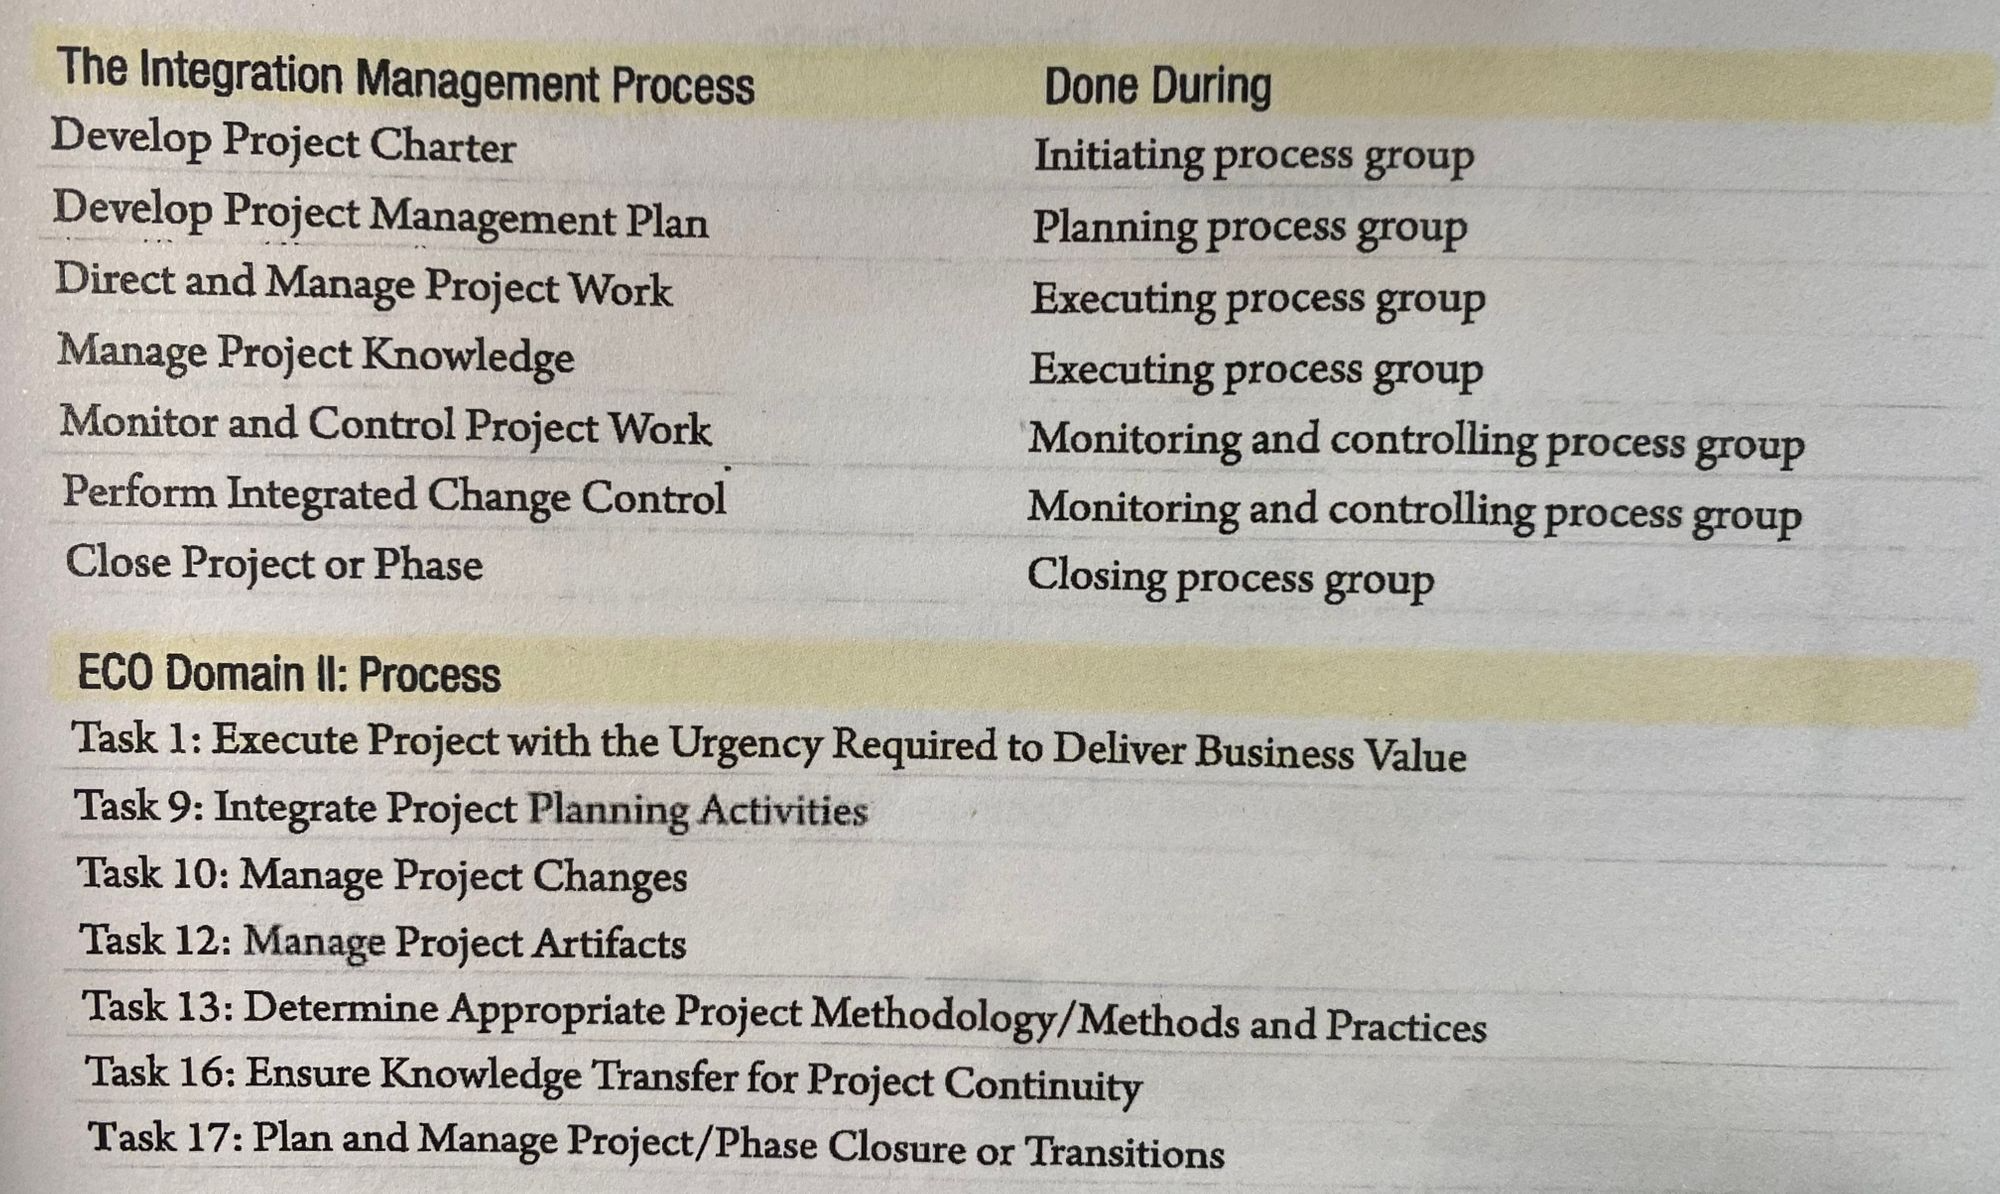 The Integration Management Process Done During
Develop Project Charter Initiating process group
Develop Project Management Plan Planning process group
Direct and Manage Project Work Executing process group
Manage Project Knowledge Executing process group
Monitor and Control Project Work Monitoring and controlling process group
Perform Integrated Change Control Monitoring and controlling process group
Close Project or Phase Closing process group
ECO Domain II: Process
Task 1: Execute Project with the Urgency Required to Deliver Business Value
Task 9: Integrate Project Planning Activities
Task 10: Manage Project Changes
Task 12: Manage Project Artifacts
Task 13: Determine Appropriate Project Methodology/Methods and Practices
Task 16: Ensure Knowledge Transfer for Project Continuity
Task 17: Plan and Manage Project/Phase Closure or Transitions